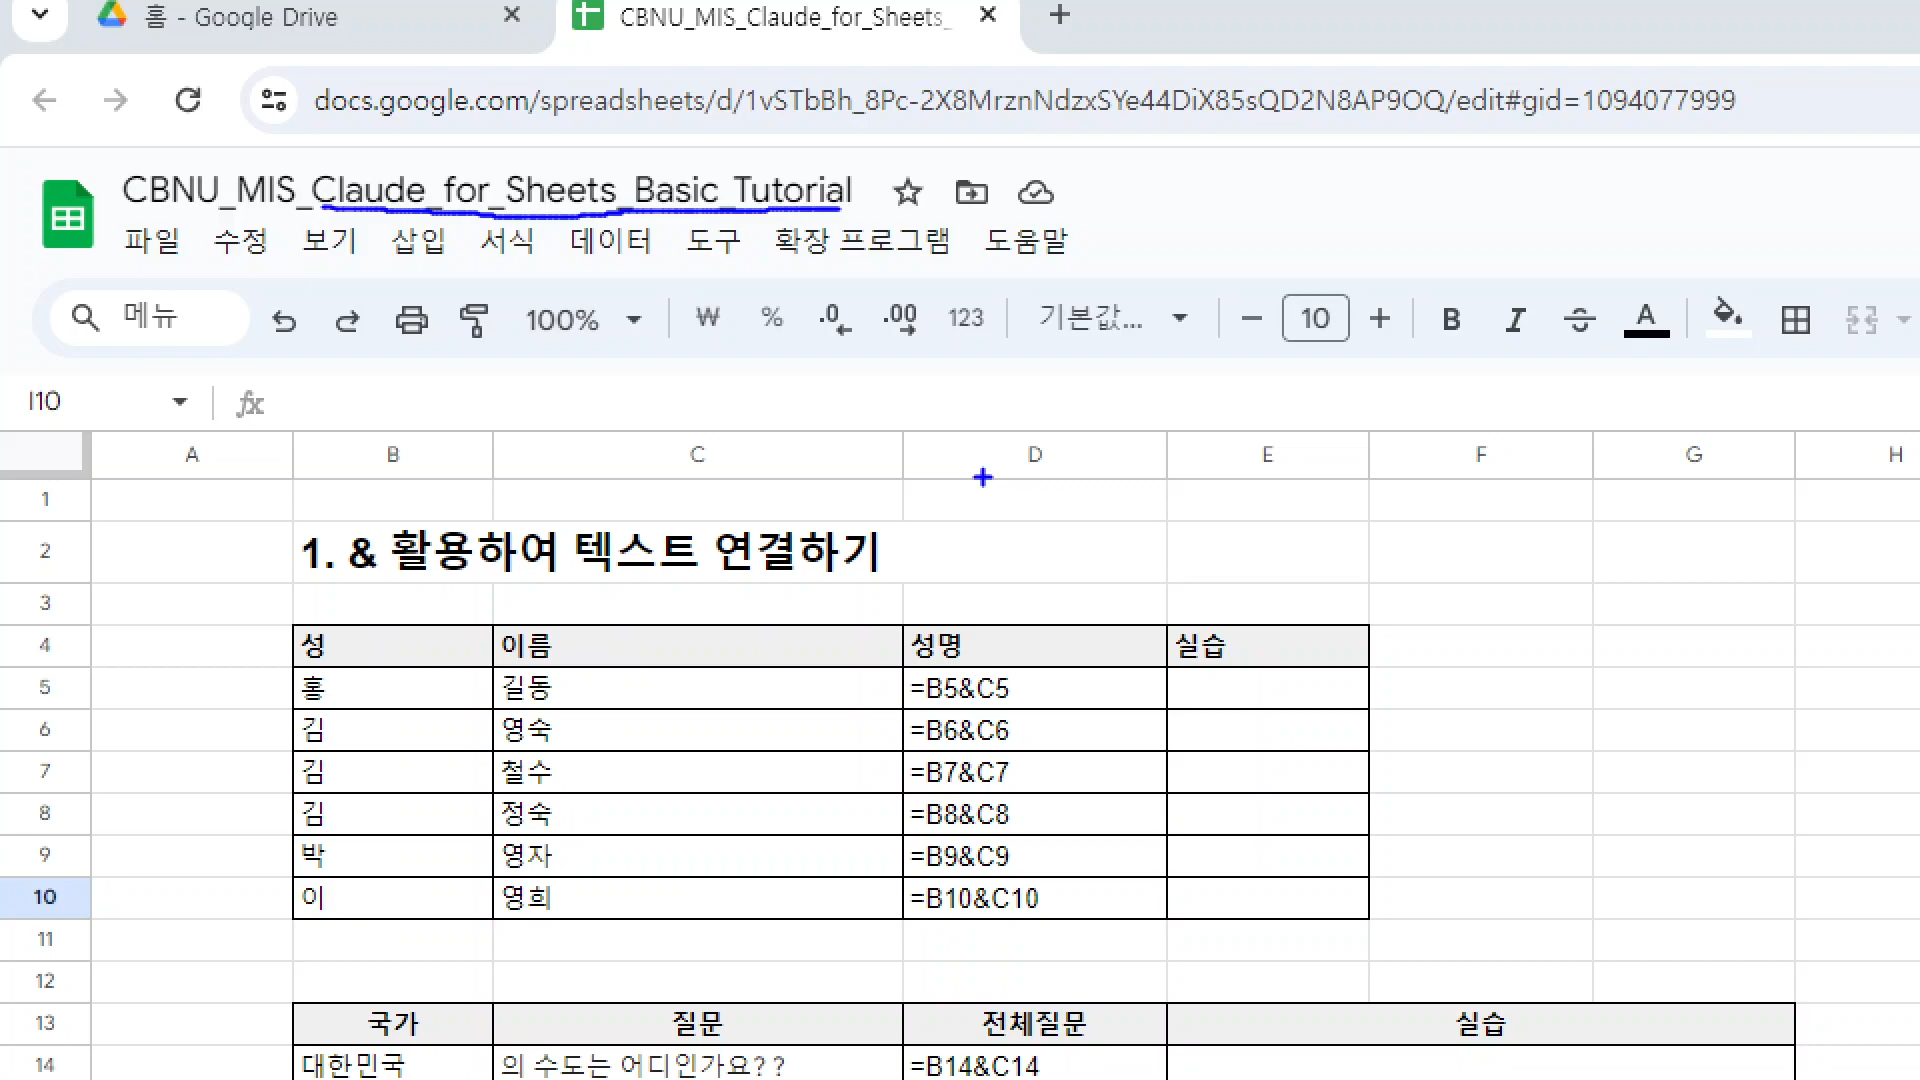 홈 - Google Drive
CBNU_MIS_Claude_for_Sheets_
docs.google.com/spreadsheets/d/1vSTbBh_8Pc-2X8MrznNdzxSYe44DiX85sQD2N8AP9OQ/edit#gid=1094077999
CBNU_MIS_Claude_for_Sheets_Basic_Tutorial
파일 수정 보기 삽입 서식 데이터 도구 확장 프로그램 도움말
메뉴 100% ₩ % .0 .00 123 기본값... 10 B I A
I10 fx
A B C D E F G H
1
2 1. & 활용하여 텍스트 연결하기
3
4 성 이름 성명 실습
5 홍 길동 =B5&C5
6 김 영숙 =B6&C6
7 김 철수 =B7&C7
8 김 정숙 =B8&C8
9 박 영자 =B9&C9
10 이 영희 =B10&C10
11
12
13 국가 질문 전체질문 실습
14 대한민국 의 수도는 어디인가요?? =B14&C14